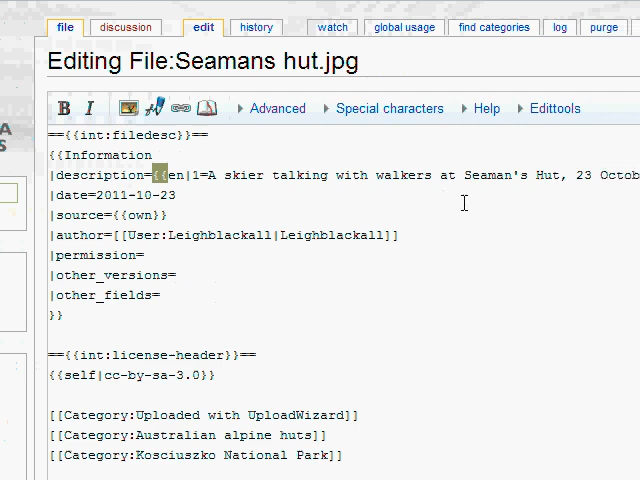 file discussion edit history watch global usage find categories log purge
Editing File:Seamans hut.jpg
B I Advanced Special characters Help Edittools
A
S
=={{int:filedesc}}==
{{Information
|description={{en|1=A skier talking with walkers at Seaman's Hut, 23 Octob
|date=2011-10-23
|source={{own}}
|author=[[User:Leighblackall|Leighblackall]]
|permission=
|other_versions=
|other_fields=
}}
=={{int:license-header}}==
{{self|cc-by-sa-3.0}}
[[Category:Uploaded with UploadWizard]]
[[Category:Australian alpine huts]]
[[Category:Kosciuszko National Park]]